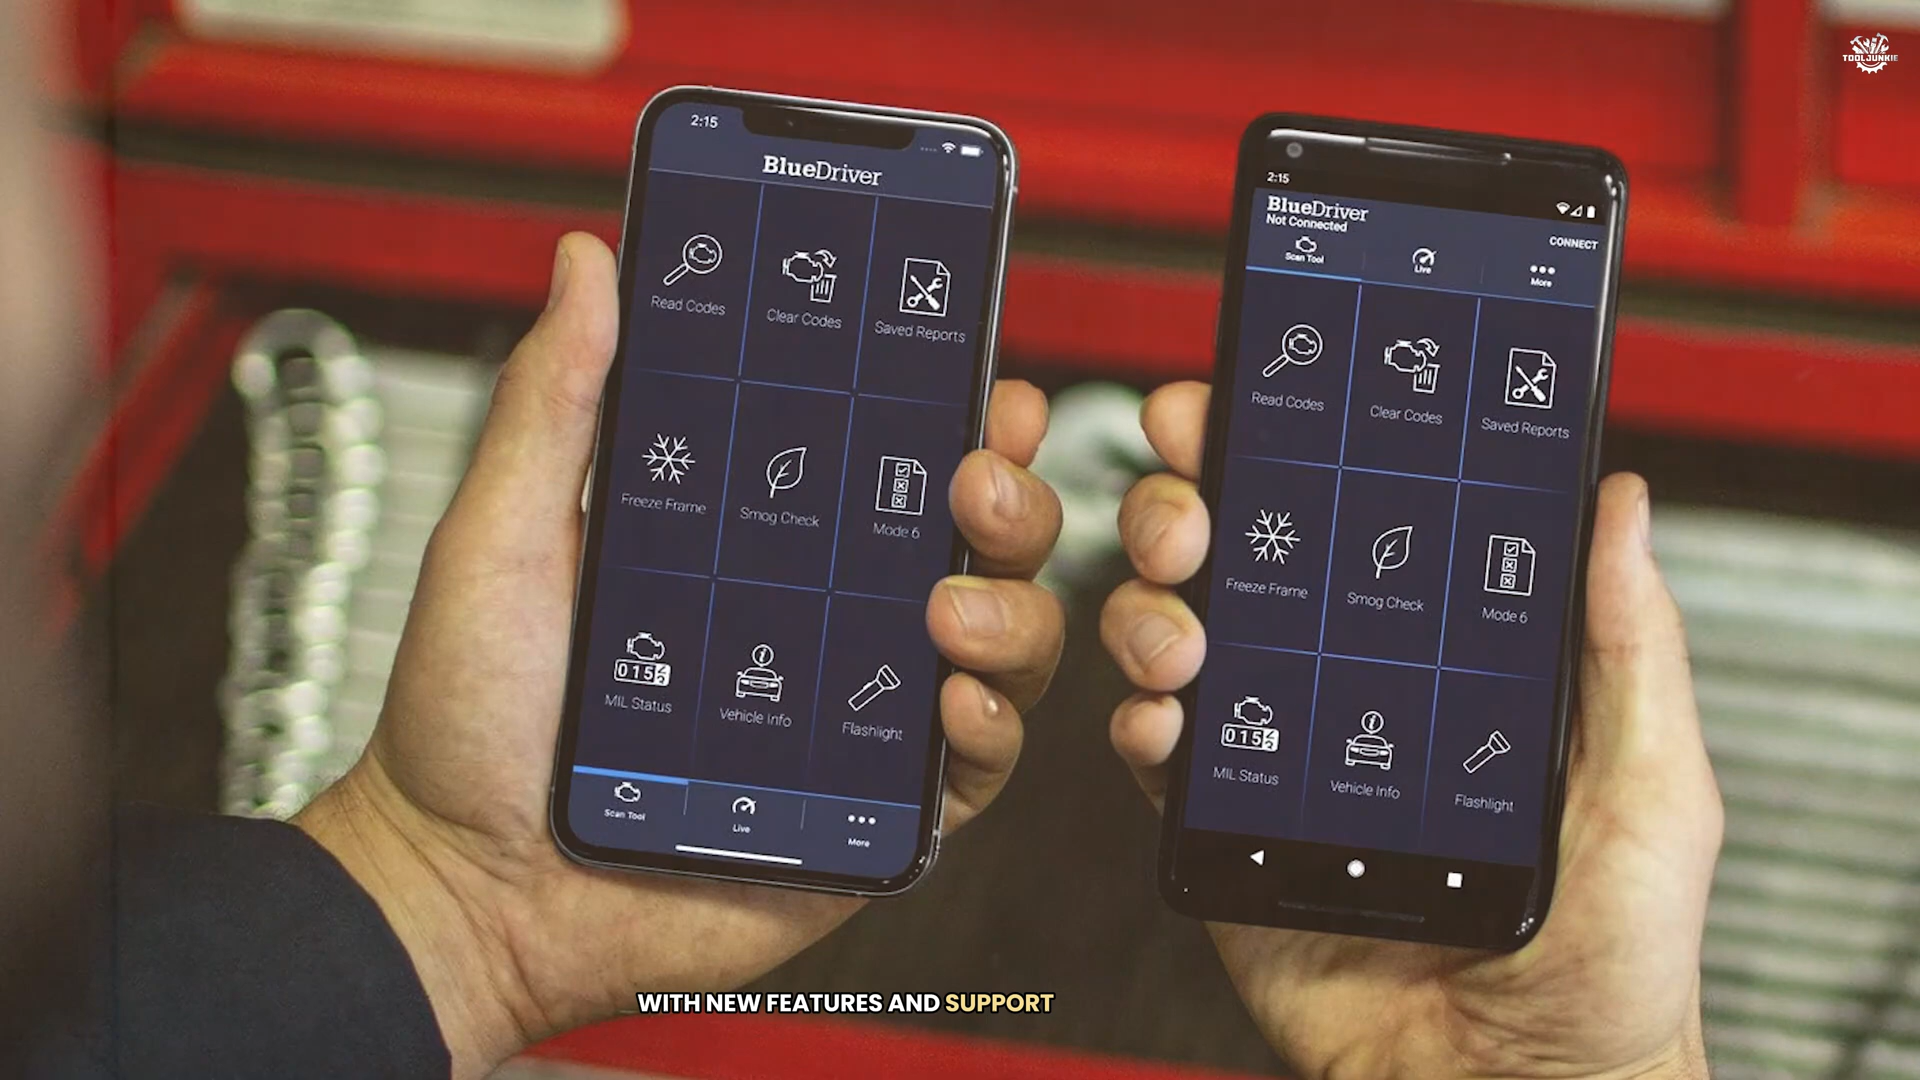 TOOLJUNKIE
2:15
BlueDriver
Read Codes
Clear Codes
Saved Reports
Freeze Frame
Smog Check
Mode 6
015
MIL Status
Vehicle Info
Flashlight
Scan Tool
Live
More
2:15
BlueDriver
Not Connected
CONNECT
Scan Tool
Live
More
Read Codes
Clear Codes
Saved Reports
Freeze Frame
Smog Check
Mode 6
015
MIL Status
Vehicle Info
Flashlight
WITH NEW FEATURES AND SUPPORT